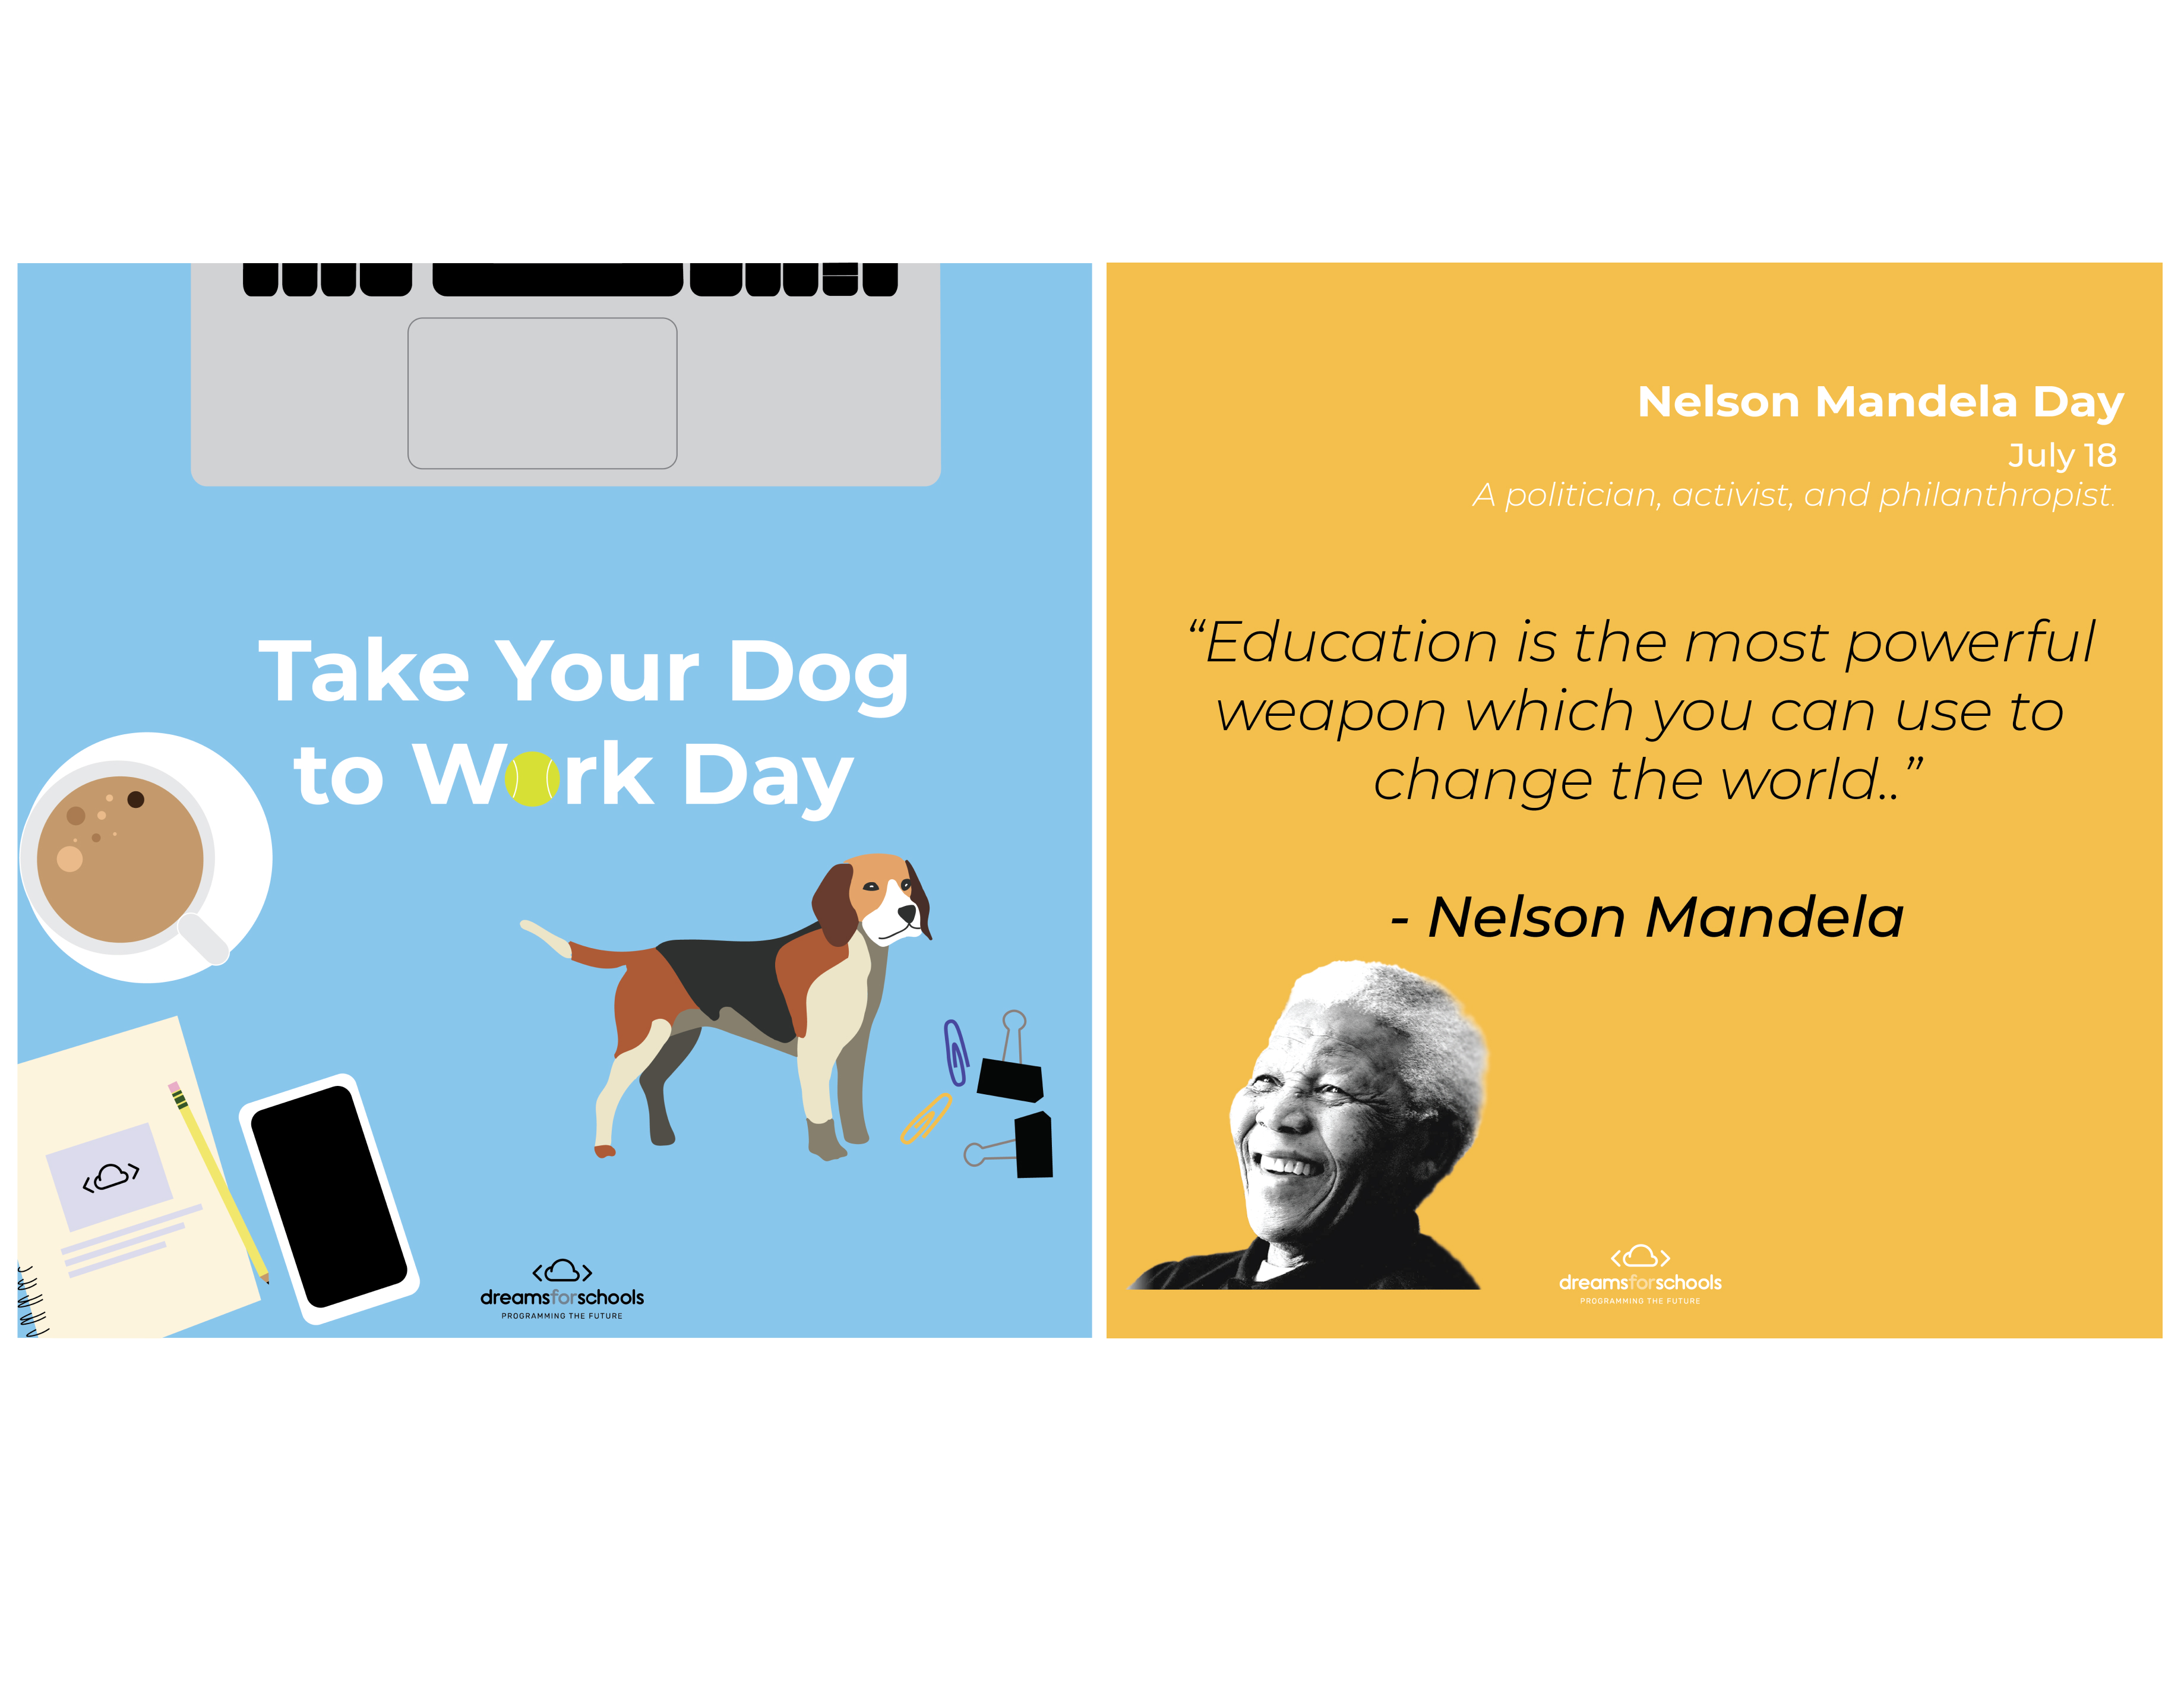 Take Your Dog
to Work Day
dreamsforschools
PROGRAMMING THE FUTURE
Nelson Mandela Day
July 18
A politician, activist, and philanthropist.
“Education is the most powerful
weapon which you can use to
change the world..”
- Nelson Mandela
dreamsforschools
PROGRAMMING THE FUTURE